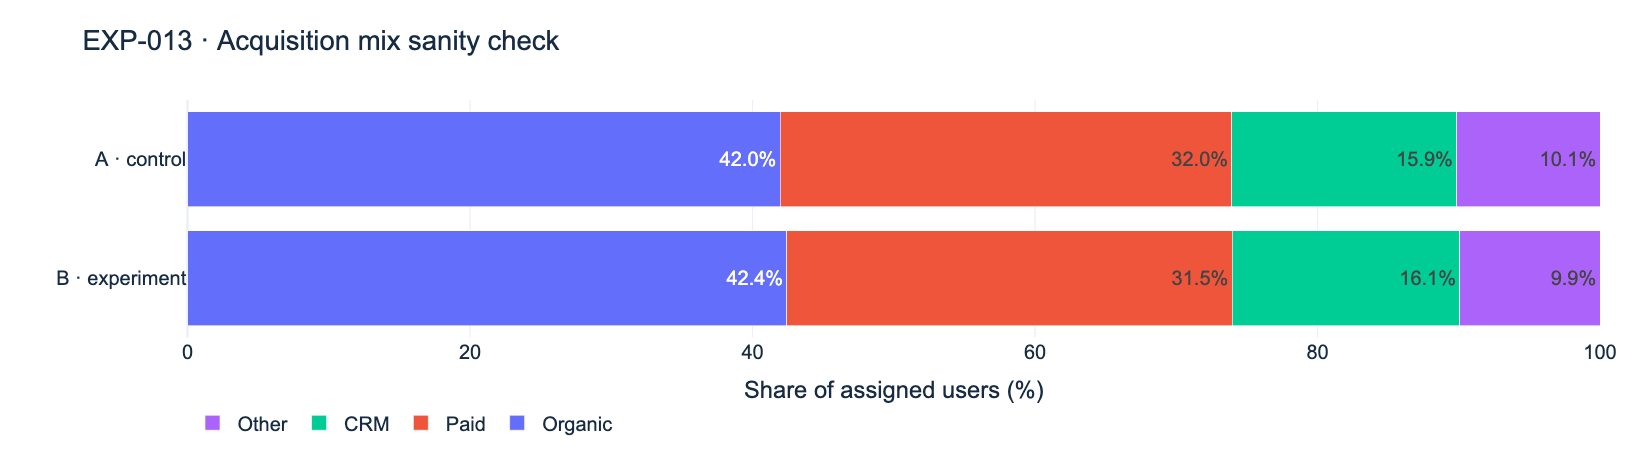 EXP-013 · Acquisition mix sanity check
A · control 42.0% 32.0% 15.9% 10.1%
B · experiment 42.4% 31.5% 16.1% 9.9%
0 20 40 60 80 100
Share of assigned users (%)
Other CRM Paid Organic